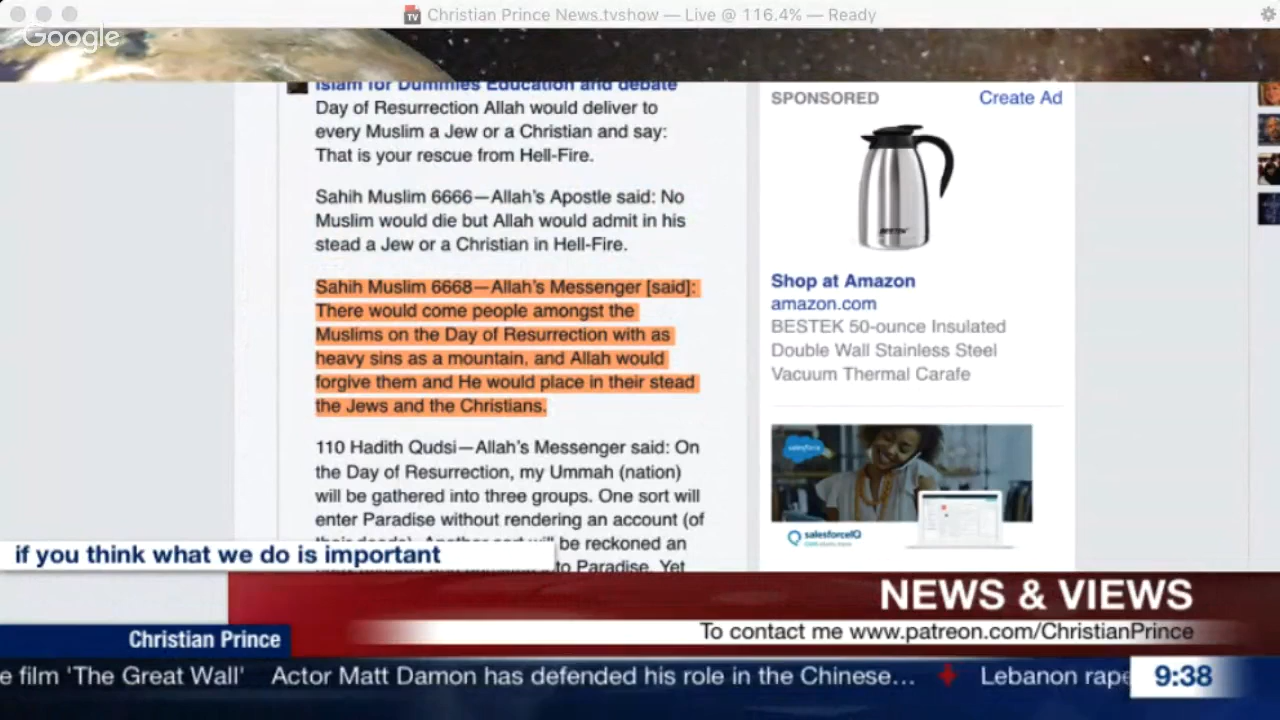 Christian Prince News.tvshow — Live @ 116.4% — Ready
Google
Islam for Dummies Education and debate
Day of Resurrection Allah would deliver to
every Muslim a Jew or a Christian and say:
That is your rescue from Hell-Fire.
Sahih Muslim 6666—Allah's Apostle said: No
Muslim would die but Allah would admit in his
stead a Jew or a Christian in Hell-Fire.
Sahih Muslim 6668—Allah's Messenger [said]:
There would come people amongst the
Muslims on the Day of Resurrection with as
heavy sins as a mountain, and Allah would
forgive them and He would place in their stead
the Jews and the Christians.
110 Hadith Qudsi—Allah's Messenger said: On
the Day of Resurrection, my Ummah (nation)
will be gathered into three groups. One sort will
enter Paradise without rendering an account (of
be reckoned an
to Paradise. Yet
SPONSORED
Create Ad
BESTEK
Shop at Amazon
amazon.com
BESTEK 50-ounce Insulated
Double Wall Stainless Steel
Vacuum Thermal Carafe
salesforce
salesforceIQ
if you think what we do is important
NEWS & VIEWS
To contact me www.patreon.com/ChristianPrince
Christian Prince
e film 'The Great Wall' Actor Matt Damon has defended his role in the Chinese... Lebanon rape
9:38